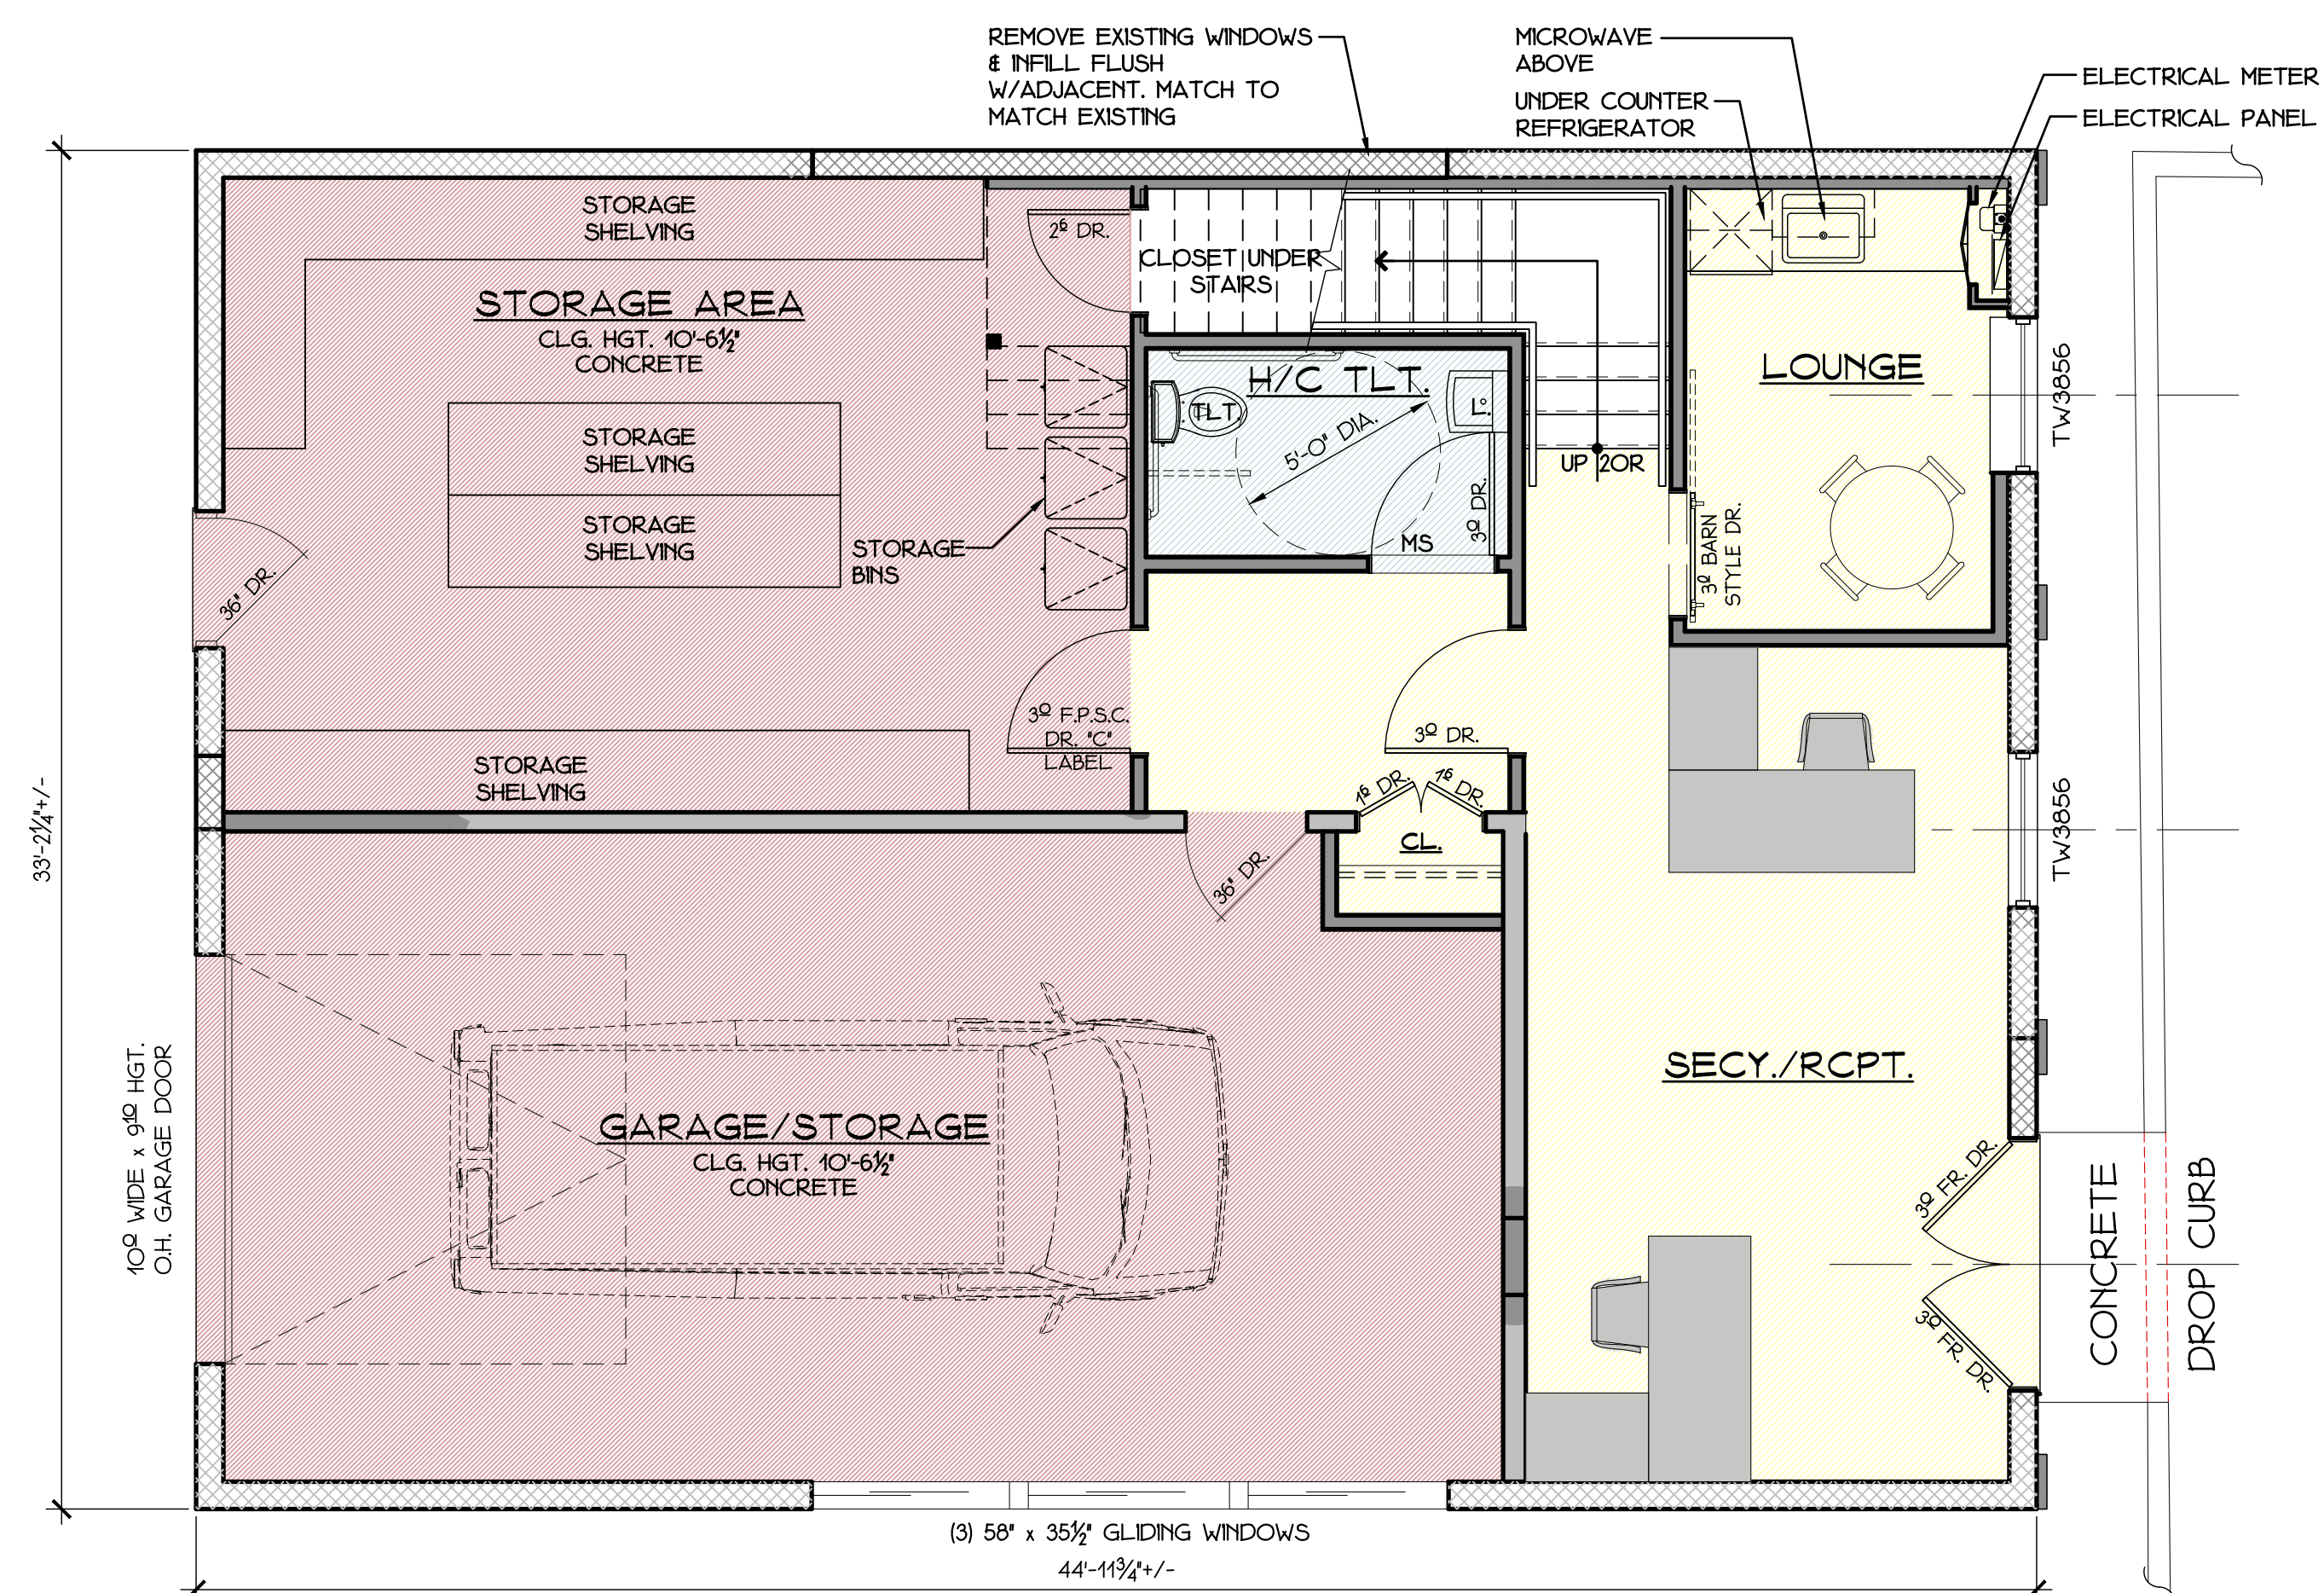 REMOVE EXISTING WINDOWS
& INFILL FLUSH
W/ADJACENT. MATCH TO
MATCH EXISTING
MICROWAVE
ABOVE
UNDER COUNTER
REFRIGERATOR
ELECTRICAL METER
ELECTRICAL PANEL
STORAGE
SHELVING
2⁶ DR.
CLOSET UNDER
STAIRS
STORAGE AREA
CLG. HGT. 10'-6½"
CONCRETE
STORAGE
SHELVING
STORAGE
SHELVING
STORAGE
BINS
36" DR.
H/C TLT.
TLT.
5'-0" DIA.
L.
3⁰ DR.
MS
UP 20R
LOUNGE
TW3856
3⁰ BARN
STYLE DR.
3⁰ F.P.S.C.
DR. "C"
LABEL
3⁰ DR.
STORAGE
SHELVING
1⁶ DR.
1⁶ DR.
CL.
36" DR.
TW3856
33'-2¼"+/-
10⁰ WIDE x 9¹⁰ HGT.
O.H. GARAGE DOOR
GARAGE/STORAGE
CLG. HGT. 10'-6½"
CONCRETE
SECY./RCPT.
3⁰ FR. DR.
3⁰ FR. DR.
CONCRETE
DROP CURB
(3) 58" x 35½" GLIDING WINDOWS
44'-11¾"+/-